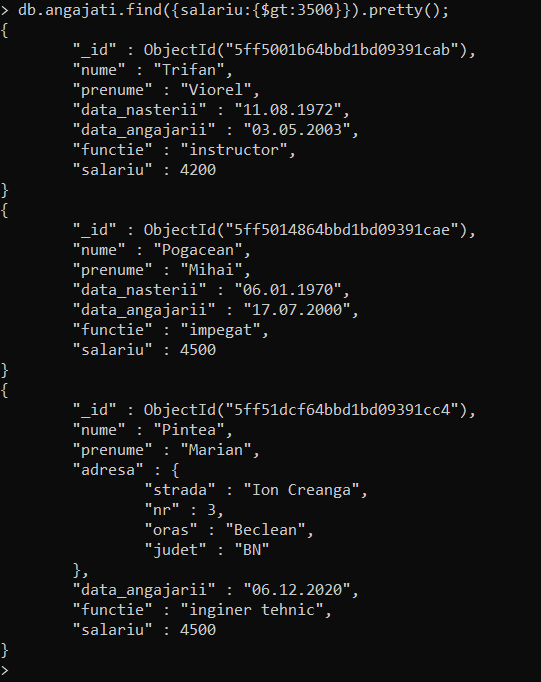 > db.angajati.find({salariu:{$gt:3500}}).pretty();
{
        "_id" : ObjectId("5ff5001b64bbd1bd09391cab"),
        "nume" : "Trifan",
        "prenume" : "Viorel",
        "data_nasterii" : "11.08.1972",
        "data_angajarii" : "03.05.2003",
        "functie" : "instructor",
        "salariu" : 4200
}
{
        "_id" : ObjectId("5ff5014864bbd1bd09391cae"),
        "nume" : "Pogacean",
        "prenume" : "Mihai",
        "data_nasterii" : "06.01.1970",
        "data_angajarii" : "17.07.2000",
        "functie" : "impegat",
        "salariu" : 4500
}
{
        "_id" : ObjectId("5ff51dcf64bbd1bd09391cc4"),
        "nume" : "Pintea",
        "prenume" : "Marian",
        "adresa" : {
                "strada" : "Ion Creanga",
                "nr" : 3,
                "oras" : "Beclean",
                "judet" : "BN"
        },
        "data_angajarii" : "06.12.2020",
        "functie" : "inginer tehnic",
        "salariu" : 4500
}
>